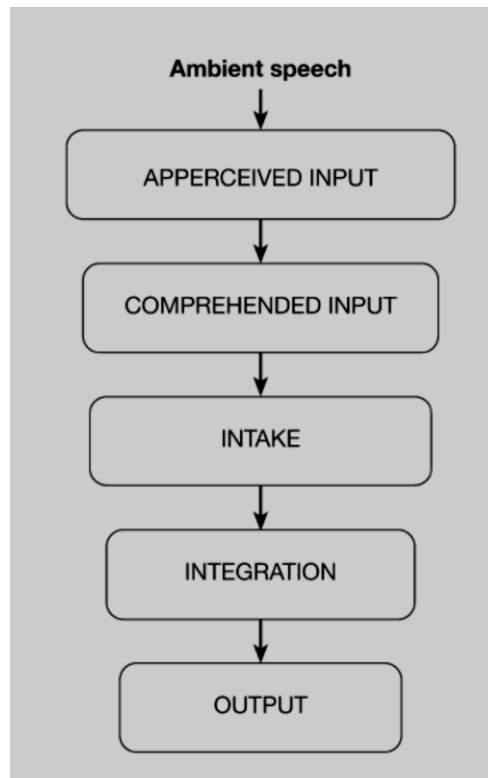 Ambient speech
APPERCEIVED INPUT
COMPREHENDED INPUT
INTAKE
INTEGRATION
OUTPUT